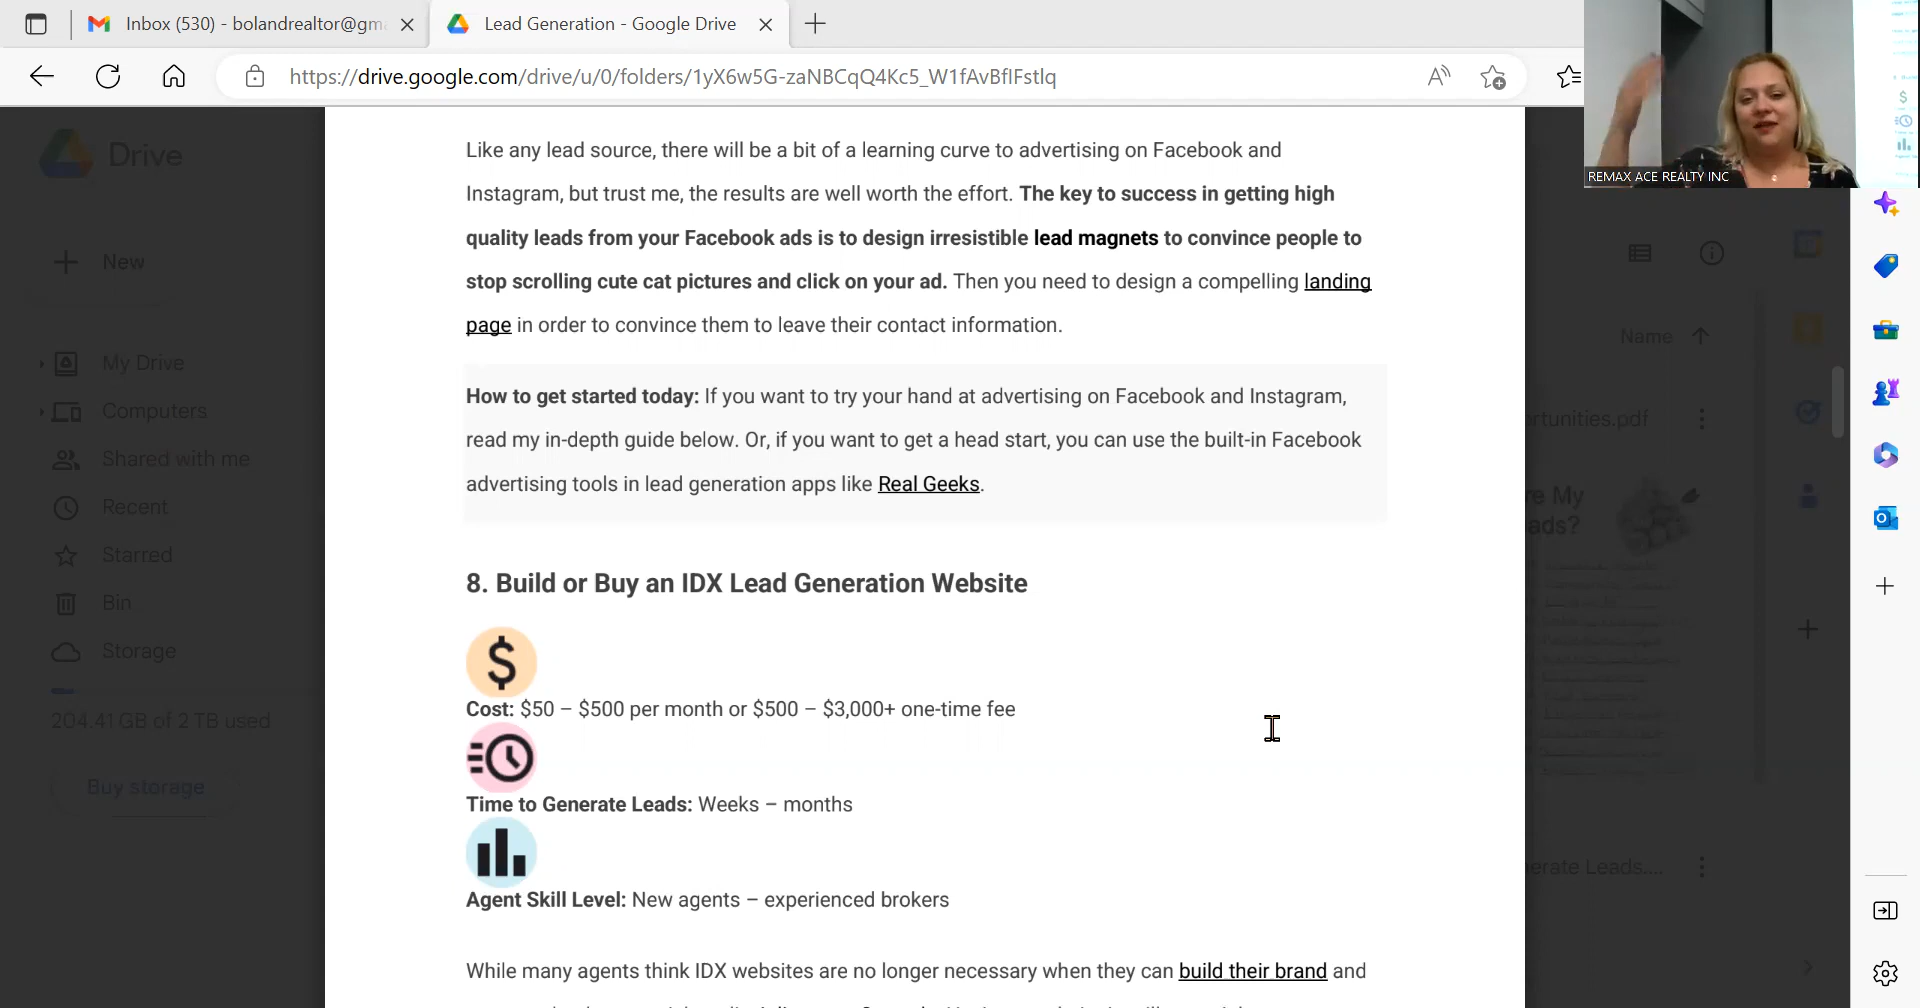 Inbox (530) - bolandrealtor@gma
Lead Generation - Google Drive
https://drive.google.com/drive/u/0/folders/1yX6w5G-zaNBCqQ4Kc5_W1fAvBfIFstlq
REMAX ACE REALTY INC
Drive
New
My Drive
Computers
Shared with me
Recent
Starred
Bin
Storage
204.41 GB of 2 TB used
Buy storage
Like any lead source, there will be a bit of a learning curve to advertising on Facebook and
Instagram, but trust me, the results are well worth the effort. The key to success in getting high
quality leads from your Facebook ads is to design irresistible lead magnets to convince people to
stop scrolling cute cat pictures and click on your ad. Then you need to design a compelling landing
page in order to convince them to leave their contact information.
How to get started today: If you want to try your hand at advertising on Facebook and Instagram,
read my in-depth guide below. Or, if you want to get a head start, you can use the built-in Facebook
advertising tools in lead generation apps like Real Geeks.
8. Build or Buy an IDX Lead Generation Website
$
Cost: $50 – $500 per month or $500 – $3,000+ one-time fee
Time to Generate Leads: Weeks – months
Agent Skill Level: New agents – experienced brokers
While many agents think IDX websites are no longer necessary when they can build their brand and
Name
rtunities.pdf
re My
ads?
erate Leads....